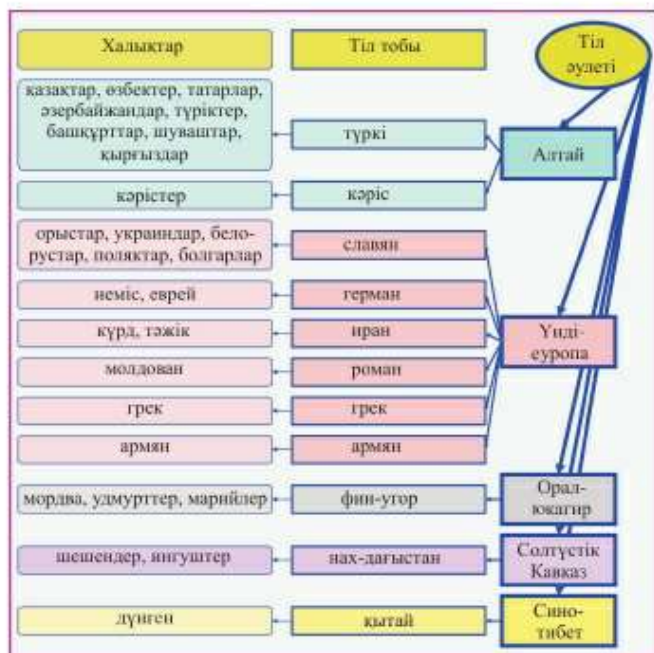 Халықтар
Тіл тобы
Тіл
әулеті
қазақтар, өзбектер, татарлар,
әзербайжандар, түріктер,
башқұрттар, шуваштар,
қырғыздар
түркі
Алтай
кәрістер
кәріс
орыстар, украиндар, бело-
рустар, поляктар, болгарлар
славян
неміс, еврей
герман
күрд, тәжік
иран
Үнді-
еуропа
молдован
роман
грек
грек
армян
армян
мордва, удмурттер, марийлер
фин-угор
Орал-
юкагир
шешендер, ингуштер
нах-дағыстан
Солтүстік
Кавказ
дүнген
қытай
Сино-
тибет